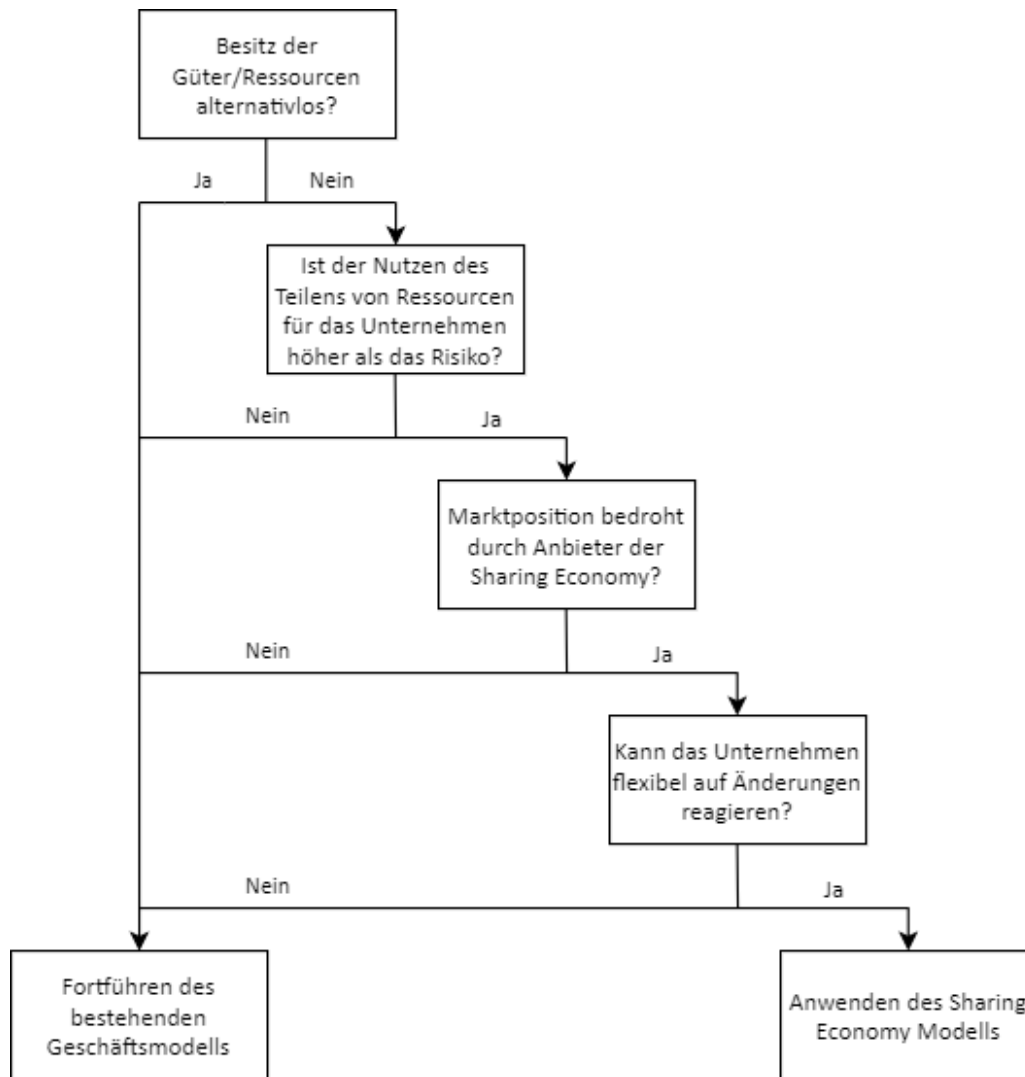 Besitz der
Güter/Ressourcen
alternativlos?
Ja
Nein
Ist der Nutzen des
Teilens von Ressourcen
für das Unternehmen
höher als das Risiko?
Nein
Ja
Marktposition bedroht
durch Anbieter der
Sharing Economy?
Nein
Ja
Kann das Unternehmen
flexibel auf Änderungen
reagieren?
Nein
Ja
Fortführen des
bestehenden
Geschäftsmodells
Anwenden des Sharing
Economy Modells